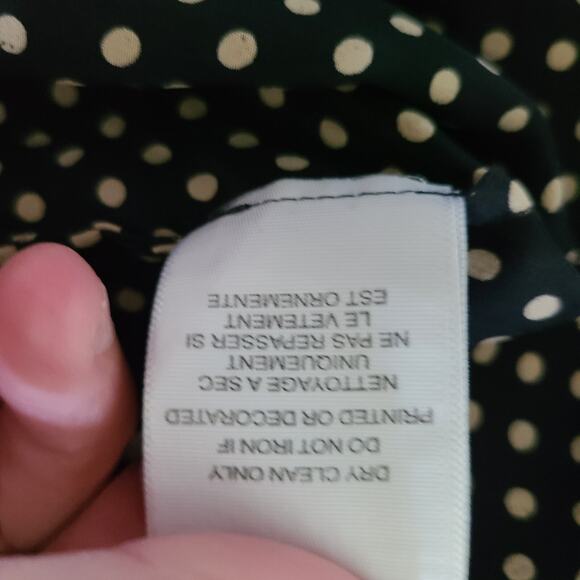 DRY CLEAN ONLY
DO NOT IRON IF
PRINTED OR DECORATED
NETTOYAGE A SEC
UNIQUEMENT
NE PAS REPASSER SI
LE VETEMENT
EST ORNEMENTE